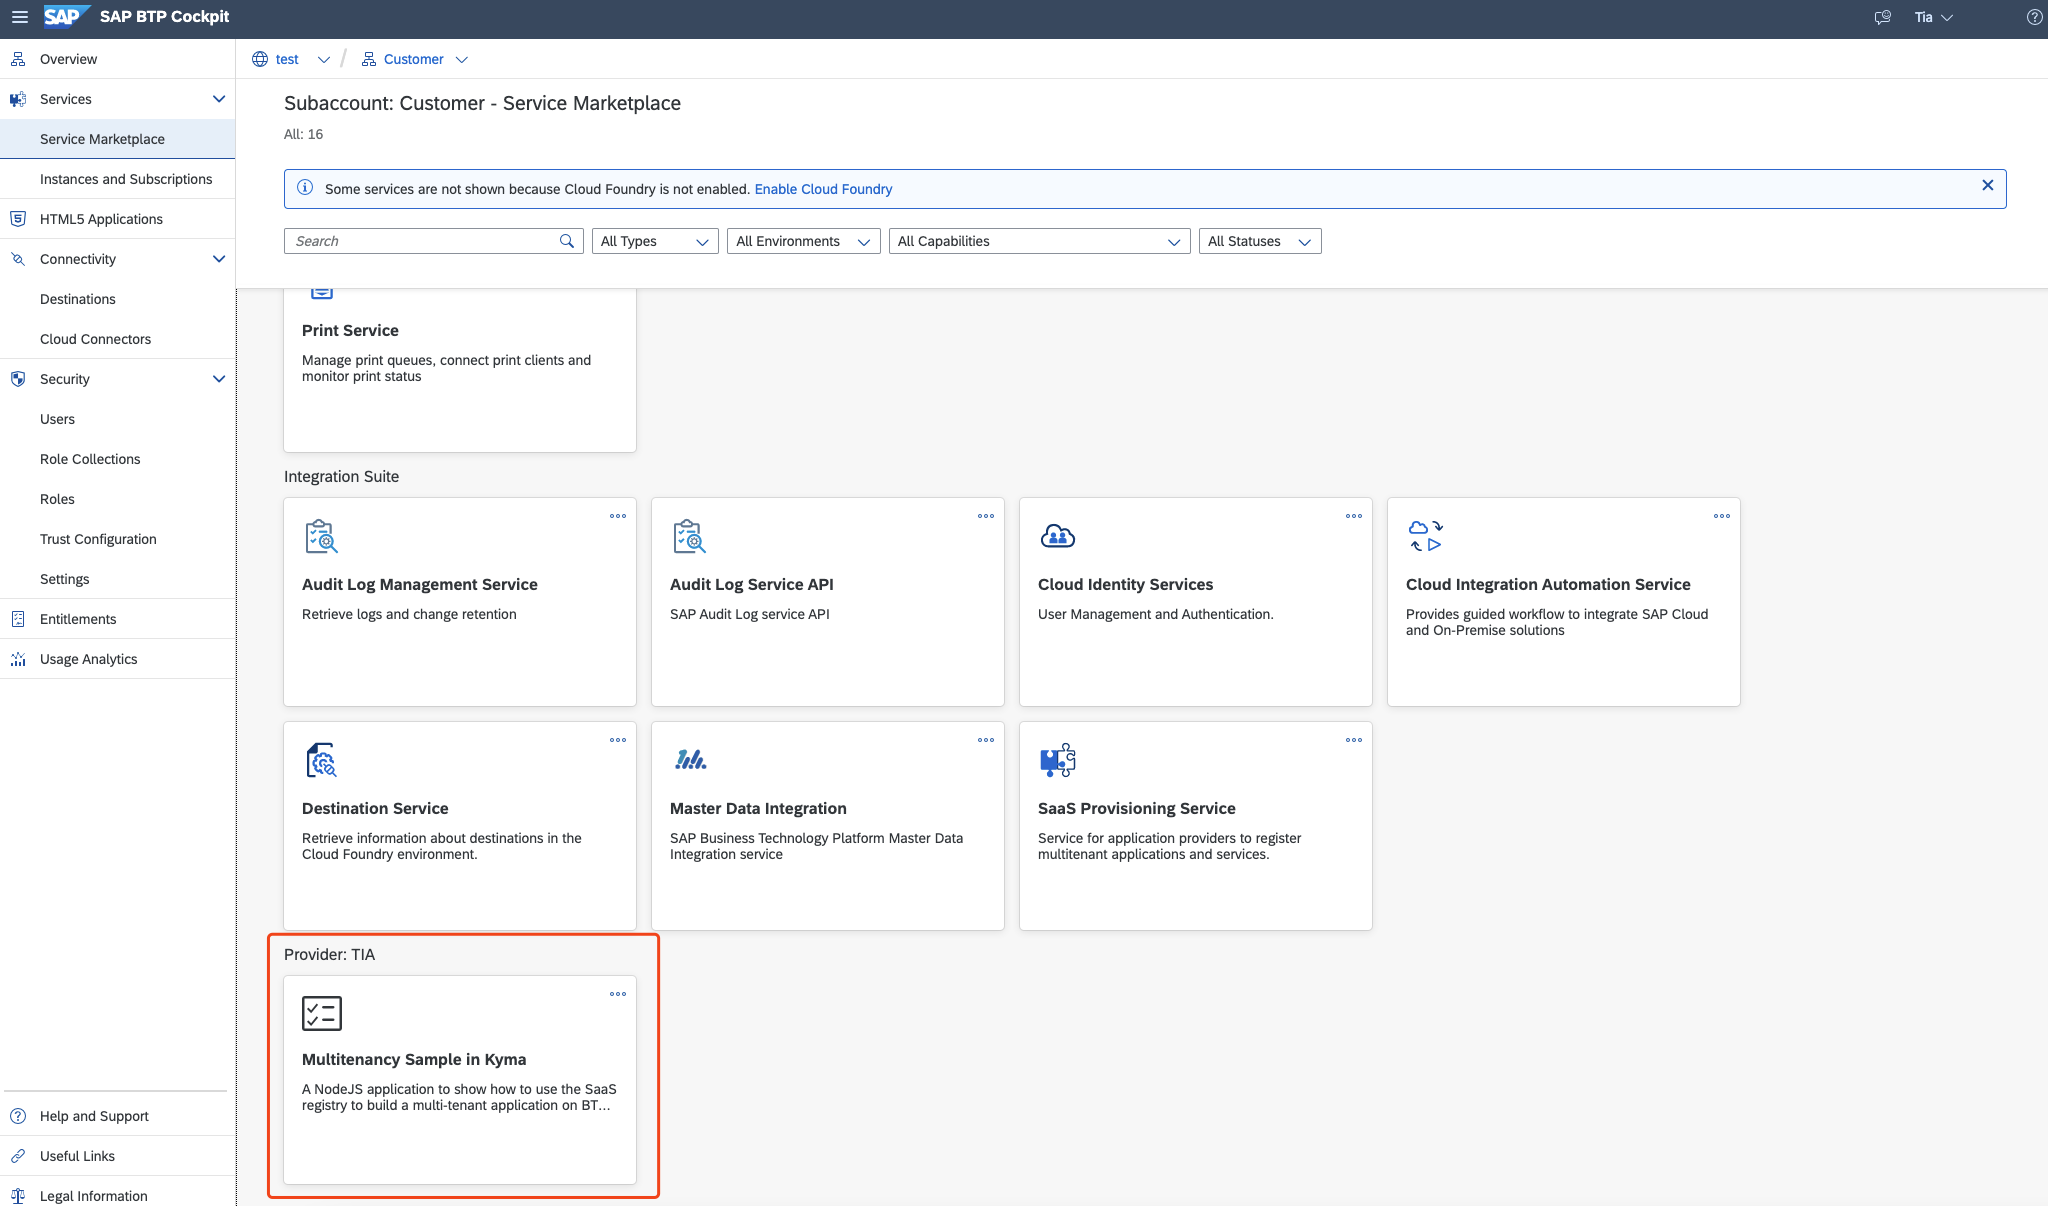 SAP SAP BTP Cockpit
Tia
Overview
Services
Service Marketplace
Instances and Subscriptions
HTML5 Applications
Connectivity
Destinations
Cloud Connectors
Security
Users
Role Collections
Roles
Trust Configuration
Settings
Entitlements
Usage Analytics
Help and Support
Useful Links
Legal Information
test / Customer
Subaccount: Customer - Service Marketplace
All: 16
Some services are not shown because Cloud Foundry is not enabled. Enable Cloud Foundry
Search
All Types
All Environments
All Capabilities
All Statuses
Print Service
Manage print queues, connect print clients and
monitor print status
Integration Suite
Audit Log Management Service
Retrieve logs and change retention
Audit Log Service API
SAP Audit Log service API
Cloud Identity Services
User Management and Authentication.
Cloud Integration Automation Service
Provides guided workflow to integrate SAP Cloud
and On-Premise solutions
Destination Service
Retrieve information about destinations in the
Cloud Foundry environment.
Master Data Integration
SAP Business Technology Platform Master Data
Integration service
SaaS Provisioning Service
Service for application providers to register
multitenant applications and services.
Provider: TIA
Multitenancy Sample in Kyma
A NodeJS application to show how to use the SaaS
registry to build a multi-tenant application on BT...